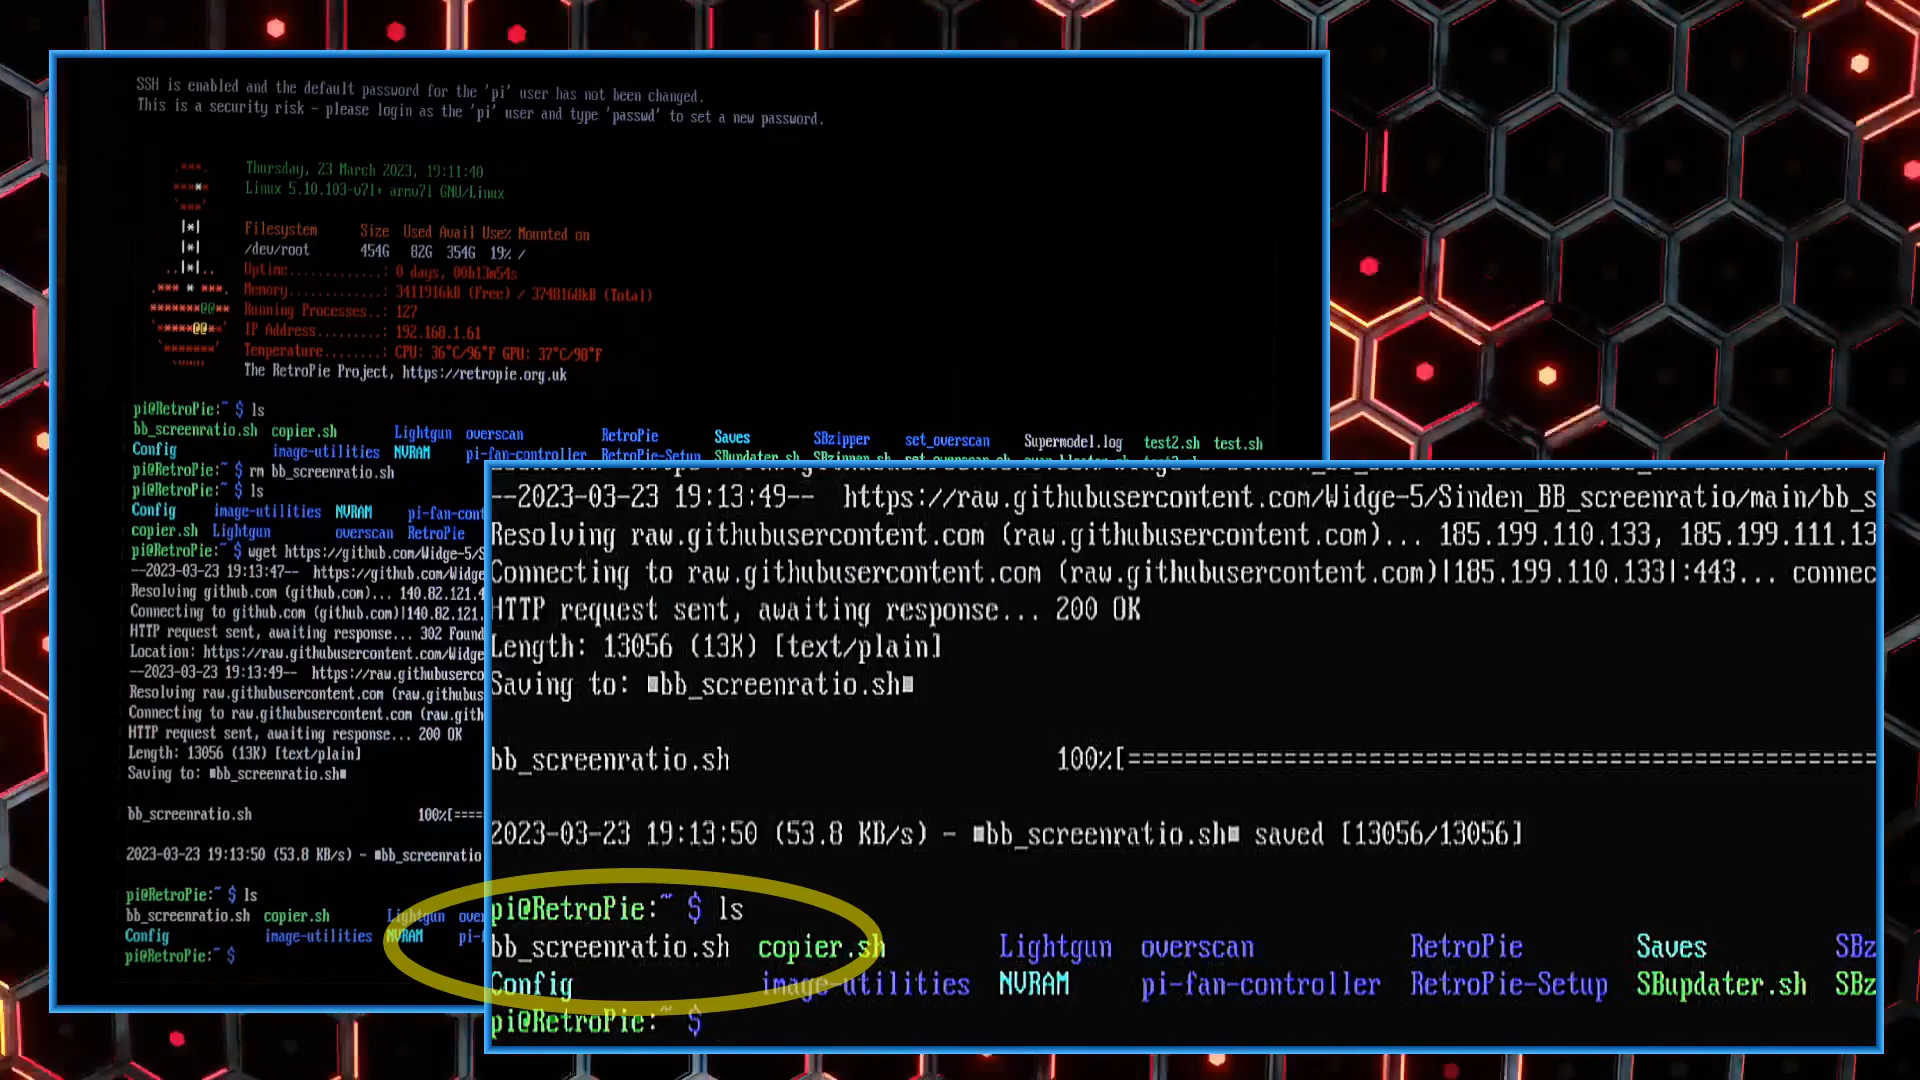 SSH is enabled and the default password for the 'pi' user has not been changed.
This is a security risk - please login as the 'pi' user and type 'passwd' to set a new password.
Thursday, 23 March 2023, 19:11:40
Linux 5.10.103-v7l+ armv7l GNU/Linux
Filesystem Size Used Avail Use% Mounted on
/dev/root 454G 82G 354G 19% /
Uptime.............: 0 days, 00h13m54s
Memory.............: 3411916kB (Free) / 3748168kB (Total)
Running Processes..: 127
IP Address.........: 192.168.1.61
Temperature........: CPU: 36°C/96°F GPU: 37°C/98°F
The RetroPie Project, https://retropie.org.uk
pi@RetroPie:~ $ ls
bb_screenratio.sh copier.sh Lightgun overscan RetroPie Saves SBzipper set_overscan Supermodel.log test2.sh test.sh
Config image-utilities NVRAM pi-fan-controller RetroPie-Setup SBupdater.sh SBzipper.sh set_overscan.sh
pi@RetroPie:~ $ rm bb_screenratio.sh
pi@RetroPie:~ $ ls
Config image-utilities NVRAM pi-fan-cont
copier.sh Lightgun overscan RetroPie
pi@RetroPie:~ $ wget https://github.com/Widge-5/S
--2023-03-23 19:13:47-- https://github.com/Widge
Resolving github.com (github.com)... 140.82.121.4
Connecting to github.com (github.com)|140.82.121.
HTTP request sent, awaiting response... 302 Found
Location: https://raw.githubusercontent.com/Widge
--2023-03-23 19:13:49-- https://raw.githubuserco
Resolving raw.githubusercontent.com (raw.githubus
Connecting to raw.githubusercontent.com (raw.gith
HTTP request sent, awaiting response... 200 OK
Length: 13056 (13K) [text/plain]
Saving to: ■bb_screenratio.sh■
bb_screenratio.sh 100%[====
2023-03-23 19:13:50 (53.8 KB/s) - ■bb_screenratio
pi@RetroPie:~ $ ls
bb_screenratio.sh copier.sh Lightgun over
Config image-utilities NVRAM pi-f
pi@RetroPie:~ $
--2023-03-23 19:13:49-- https://raw.githubusercontent.com/Widge-5/Sinden_BB_screenratio/main/bb_s
Resolving raw.githubusercontent.com (raw.githubusercontent.com)... 185.199.110.133, 185.199.111.13
Connecting to raw.githubusercontent.com (raw.githubusercontent.com)|185.199.110.133|:443... connec
HTTP request sent, awaiting response... 200 OK
Length: 13056 (13K) [text/plain]
Saving to: ■bb_screenratio.sh■
bb_screenratio.sh 100%[=====================================================
2023-03-23 19:13:50 (53.8 KB/s) - ■bb_screenratio.sh■ saved [13056/13056]
pi@RetroPie:~ $ ls
bb_screenratio.sh copier.sh Lightgun overscan RetroPie Saves SBz
Config image-utilities NVRAM pi-fan-controller RetroPie-Setup SBupdater.sh SBz
pi@RetroPie:~ $